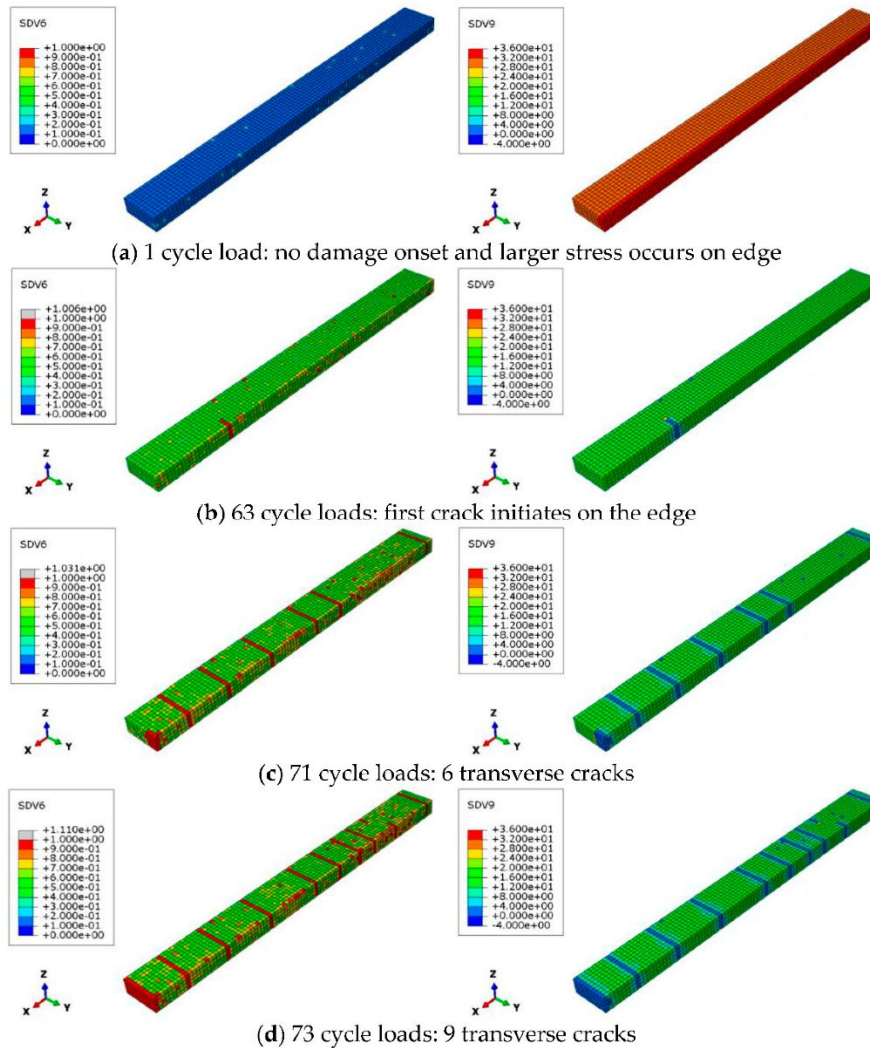 SDV6
+1.000e+00
+9.000e-01
+8.000e-01
+7.000e-01
+6.000e-01
+5.000e-01
+4.000e-01
+3.000e-01
+2.000e-01
+1.000e-01
+0.000e+00
Z
X Y
SDV9
+3.600e+01
+3.200e+01
+2.800e+01
+2.400e+01
+2.000e+01
+1.600e+01
+1.200e+01
+8.000e+00
+4.000e+00
+0.000e+00
-4.000e+00
Z
X Y
(a) 1 cycle load: no damage onset and larger stress occurs on edge
SDV6
+1.006e+00
+1.000e+00
+9.000e-01
+8.000e-01
+7.000e-01
+6.000e-01
+5.000e-01
+4.000e-01
+3.000e-01
+2.000e-01
+1.000e-01
+0.000e+00
Z
X Y
SDV9
+3.600e+01
+3.200e+01
+2.800e+01
+2.400e+01
+2.000e+01
+1.600e+01
+1.200e+01
+8.000e+00
+4.000e+00
+0.000e+00
-4.000e+00
Z
X Y
(b) 63 cycle loads: first crack initiates on the edge
SDV6
+1.031e+00
+1.000e+00
+9.000e-01
+8.000e-01
+7.000e-01
+6.000e-01
+5.000e-01
+4.000e-01
+3.000e-01
+2.000e-01
+1.000e-01
+0.000e+00
Z
X Y
SDV9
+3.600e+01
+3.200e+01
+2.800e+01
+2.400e+01
+2.000e+01
+1.600e+01
+1.200e+01
+8.000e+00
+4.000e+00
+0.000e+00
-4.000e+00
Z
X Y
(c) 71 cycle loads: 6 transverse cracks
SDV6
+1.110e+00
+1.000e+00
+9.000e-01
+8.000e-01
+7.000e-01
+6.000e-01
+5.000e-01
+4.000e-01
+3.000e-01
+2.000e-01
+1.000e-01
+0.000e+00
Z
X Y
SDV9
+3.600e+01
+3.200e+01
+2.800e+01
+2.400e+01
+2.000e+01
+1.600e+01
+1.200e+01
+8.000e+00
+4.000e+00
+0.000e+00
-4.000e+00
Z
X Y
(d) 73 cycle loads: 9 transverse cracks